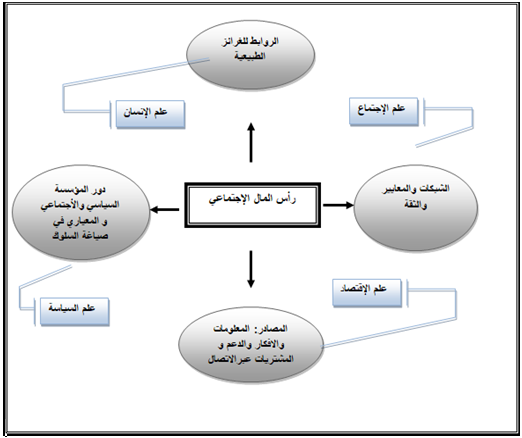 الروابط للغرائز
الطبيعية
علم الإنسان
علم الإجتماع
دور المؤسسة
السياسي والأجتماعي
و المعياري في
صياغة السلوك
رأس المال الإجتماعي
الشبكات والمعايير
والثقة
علم السياسة
علم الإقتصاد
المصادر: المعلومات
والافكار والدعم و
المشتريات عبرالاتصال